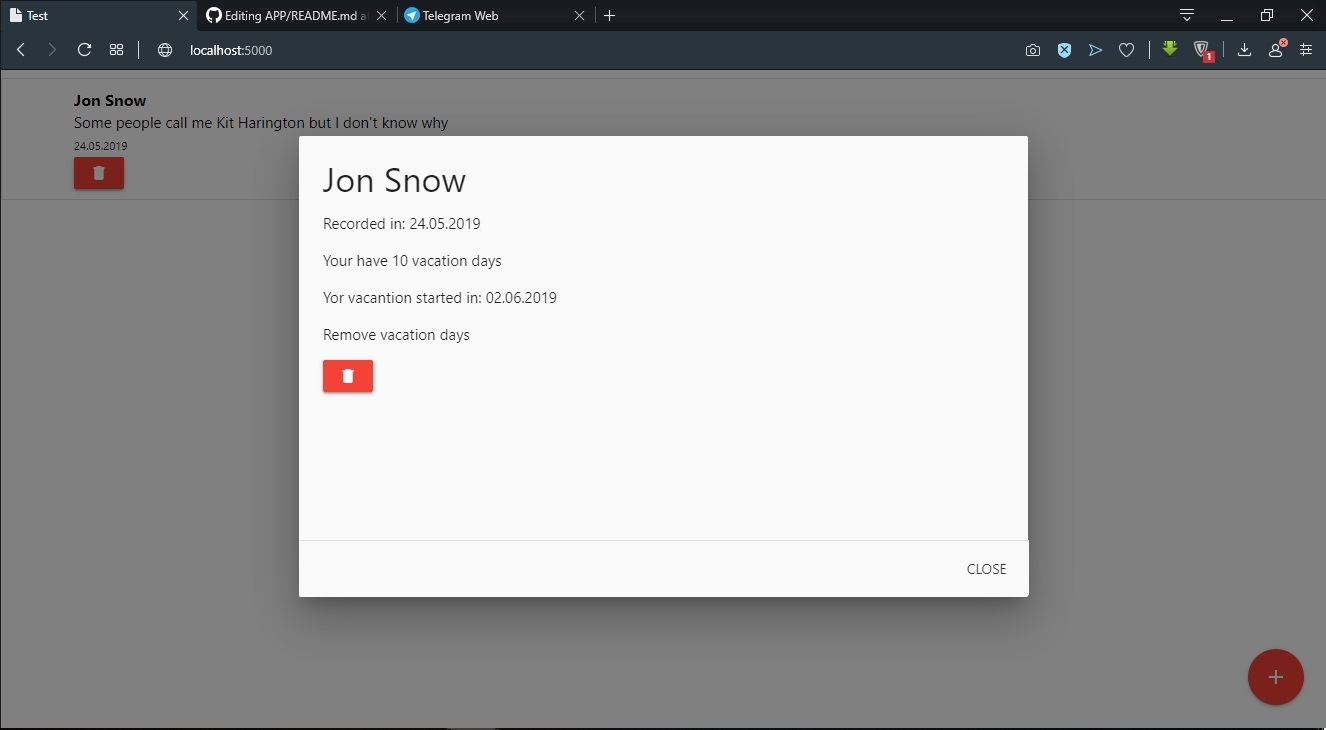 Test
Editing APP/README.md a
Telegram Web
localhost:5000
1
Jon Snow
Some people call me Kit Harington but I don't know why
24.05.2019
Jon Snow
Recorded in: 24.05.2019
Your have 10 vacation days
Yor vacantion started in: 02.06.2019
Remove vacation days
CLOSE